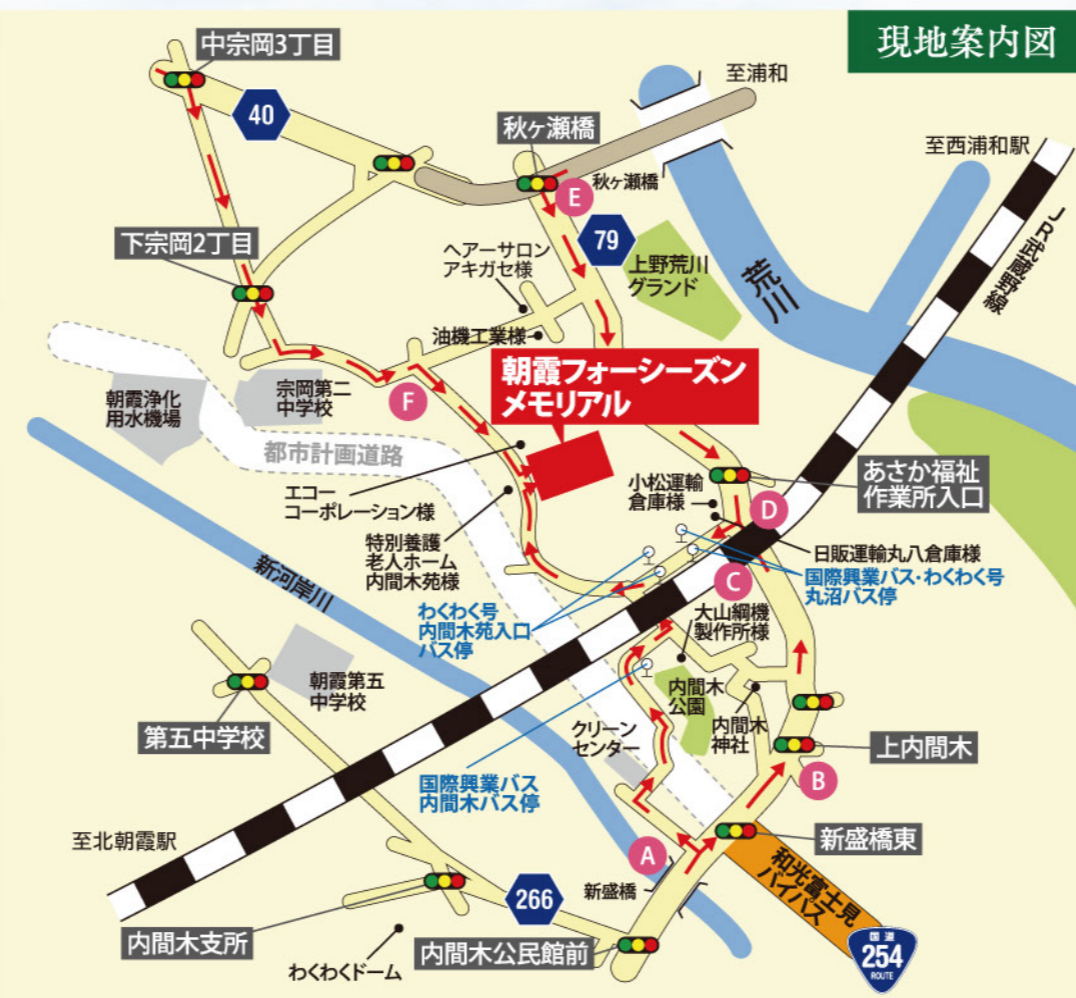 現地案内図
中宗岡3丁目
40
秋ヶ瀬橋
至浦和
秋ヶ瀬橋
E
至西浦和駅
JR武蔵野線
79
下宗岡2丁目
ヘアーサロン
アキガセ様
上野荒川
グランド
荒川
油機工業様
朝霞フォーシーズン
メモリアル
朝霞浄化
用水機場
宗岡第二
中学校
F
都市計画道路
エコー
コーポレーション様
小松運輸
倉庫様
あさか福祉
作業所入口
D
特別養護
老人ホーム
内間木苑様
日販運輸丸八倉庫様
国際興業バス・わくわく号
丸沼バス停
C
新河岸川
わくわく号
内間木苑入口
バス停
大山綱機
製作所様
朝霞第五
中学校
第五中学校
内間木
公園
内間木
神社
クリーン
センター
上内間木
B
国際興業バス
内間木バス停
至北朝霞駅
新盛橋東
A
新盛橋
和光富士見
バイパス
266
内間木支所
内間木公民館前
わくわくドーム
国道
254
ROUTE